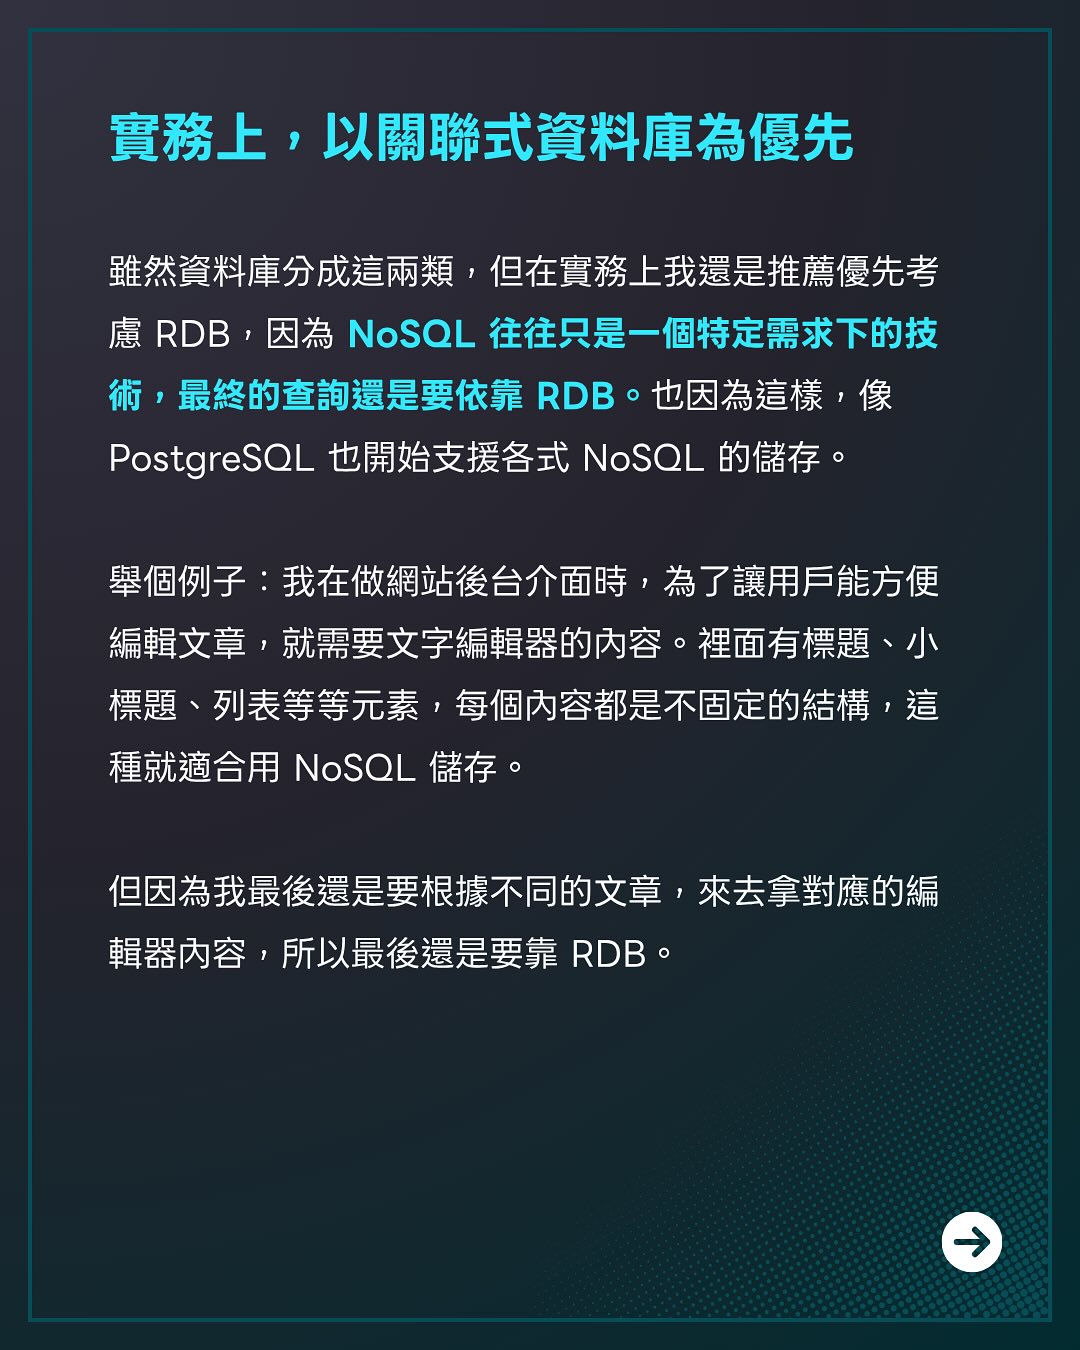 實務上，以關聯式資料庫為優先
雖然資料庫分成這兩類，但在實務上我還是推薦優先考
慮 RDB，因為 NoSQL 往往只是一個特定需求下的技
術，最終的查詢還是要依靠 RDB。也因為這樣，像
PostgreSQL 也開始支援各式 NoSQL 的儲存。
舉個例子：我在做網站後台介面時，為了讓用戶能方便
編輯文章，就需要文字編輯器的內容。裡面有標題、小
標題、列表等等元素，每個內容都是不固定的結構，這
種就適合用 NoSQL 儲存。
但因為我最後還是要根據不同的文章，來去拿對應的編
輯器內容，所以最後還是要靠 RDB。